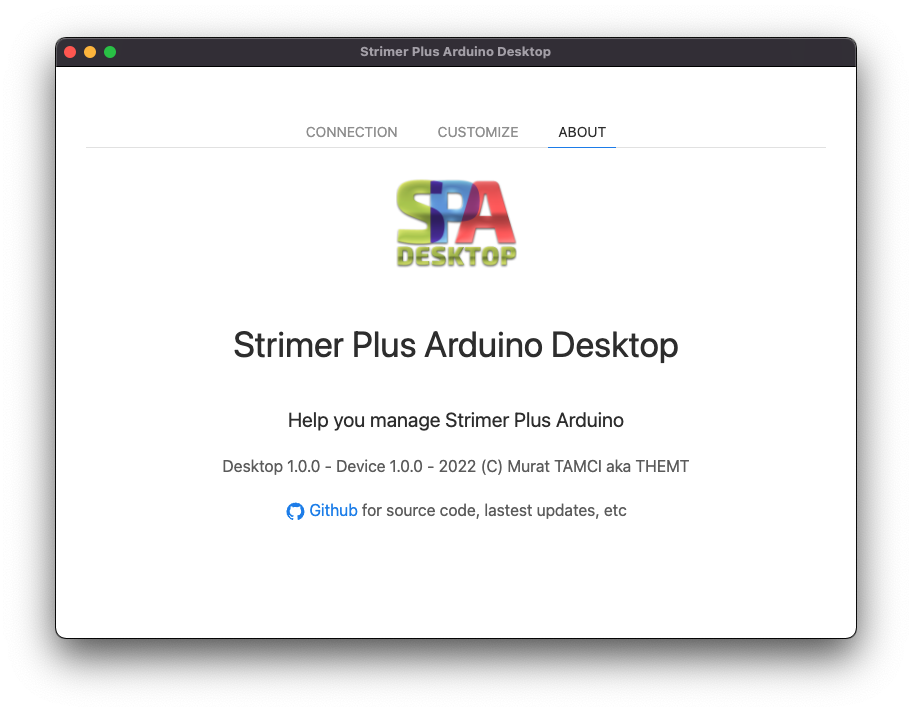 Strimer Plus Arduino Desktop
CONNECTION CUSTOMIZE ABOUT
SPA
DESKTOP
Strimer Plus Arduino Desktop
Help you manage Strimer Plus Arduino
Desktop 1.0.0 - Device 1.0.0 - 2022 (C) Murat TAMCI aka THEMT
Github for source code, lastest updates, etc